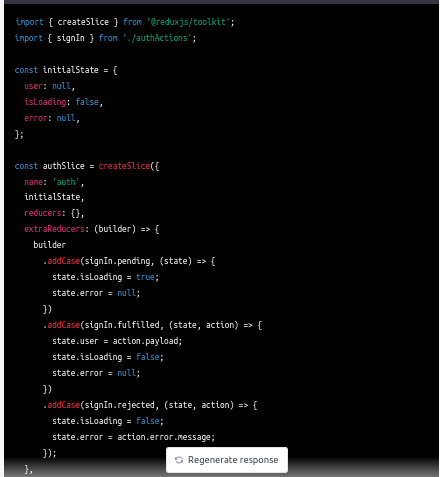 import { createSlice } from '@reduxjs/toolkit';
import { signIn } from './authActions';
const initialState = {
user: null,
isLoading: false,
error: null,
};
const authSlice = createSlice({
name: 'auth',
initialState,
reducers: {},
extraReducers: (builder) => {
builder
.addCase(signIn.pending, (state) => {
state.isLoading = true;
state.error = null;
})
.addCase(signIn.fulfilled, (state, action) => {
state.user = action.payload;
state.isLoading = false;
state.error = null;
})
.addCase(signIn.rejected, (state, action) => {
state.isLoading = false;
state.error = action.error.message;
});
Regenerate response
},